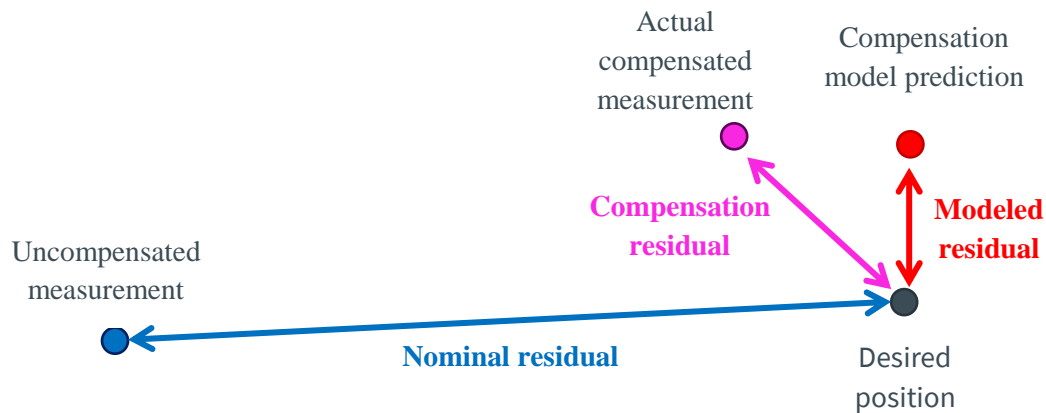 Actual
compensated
measurement
Compensation
model prediction
Compensation
residual
Modeled
residual
Uncompensated
measurement
Nominal residual
Desired
position